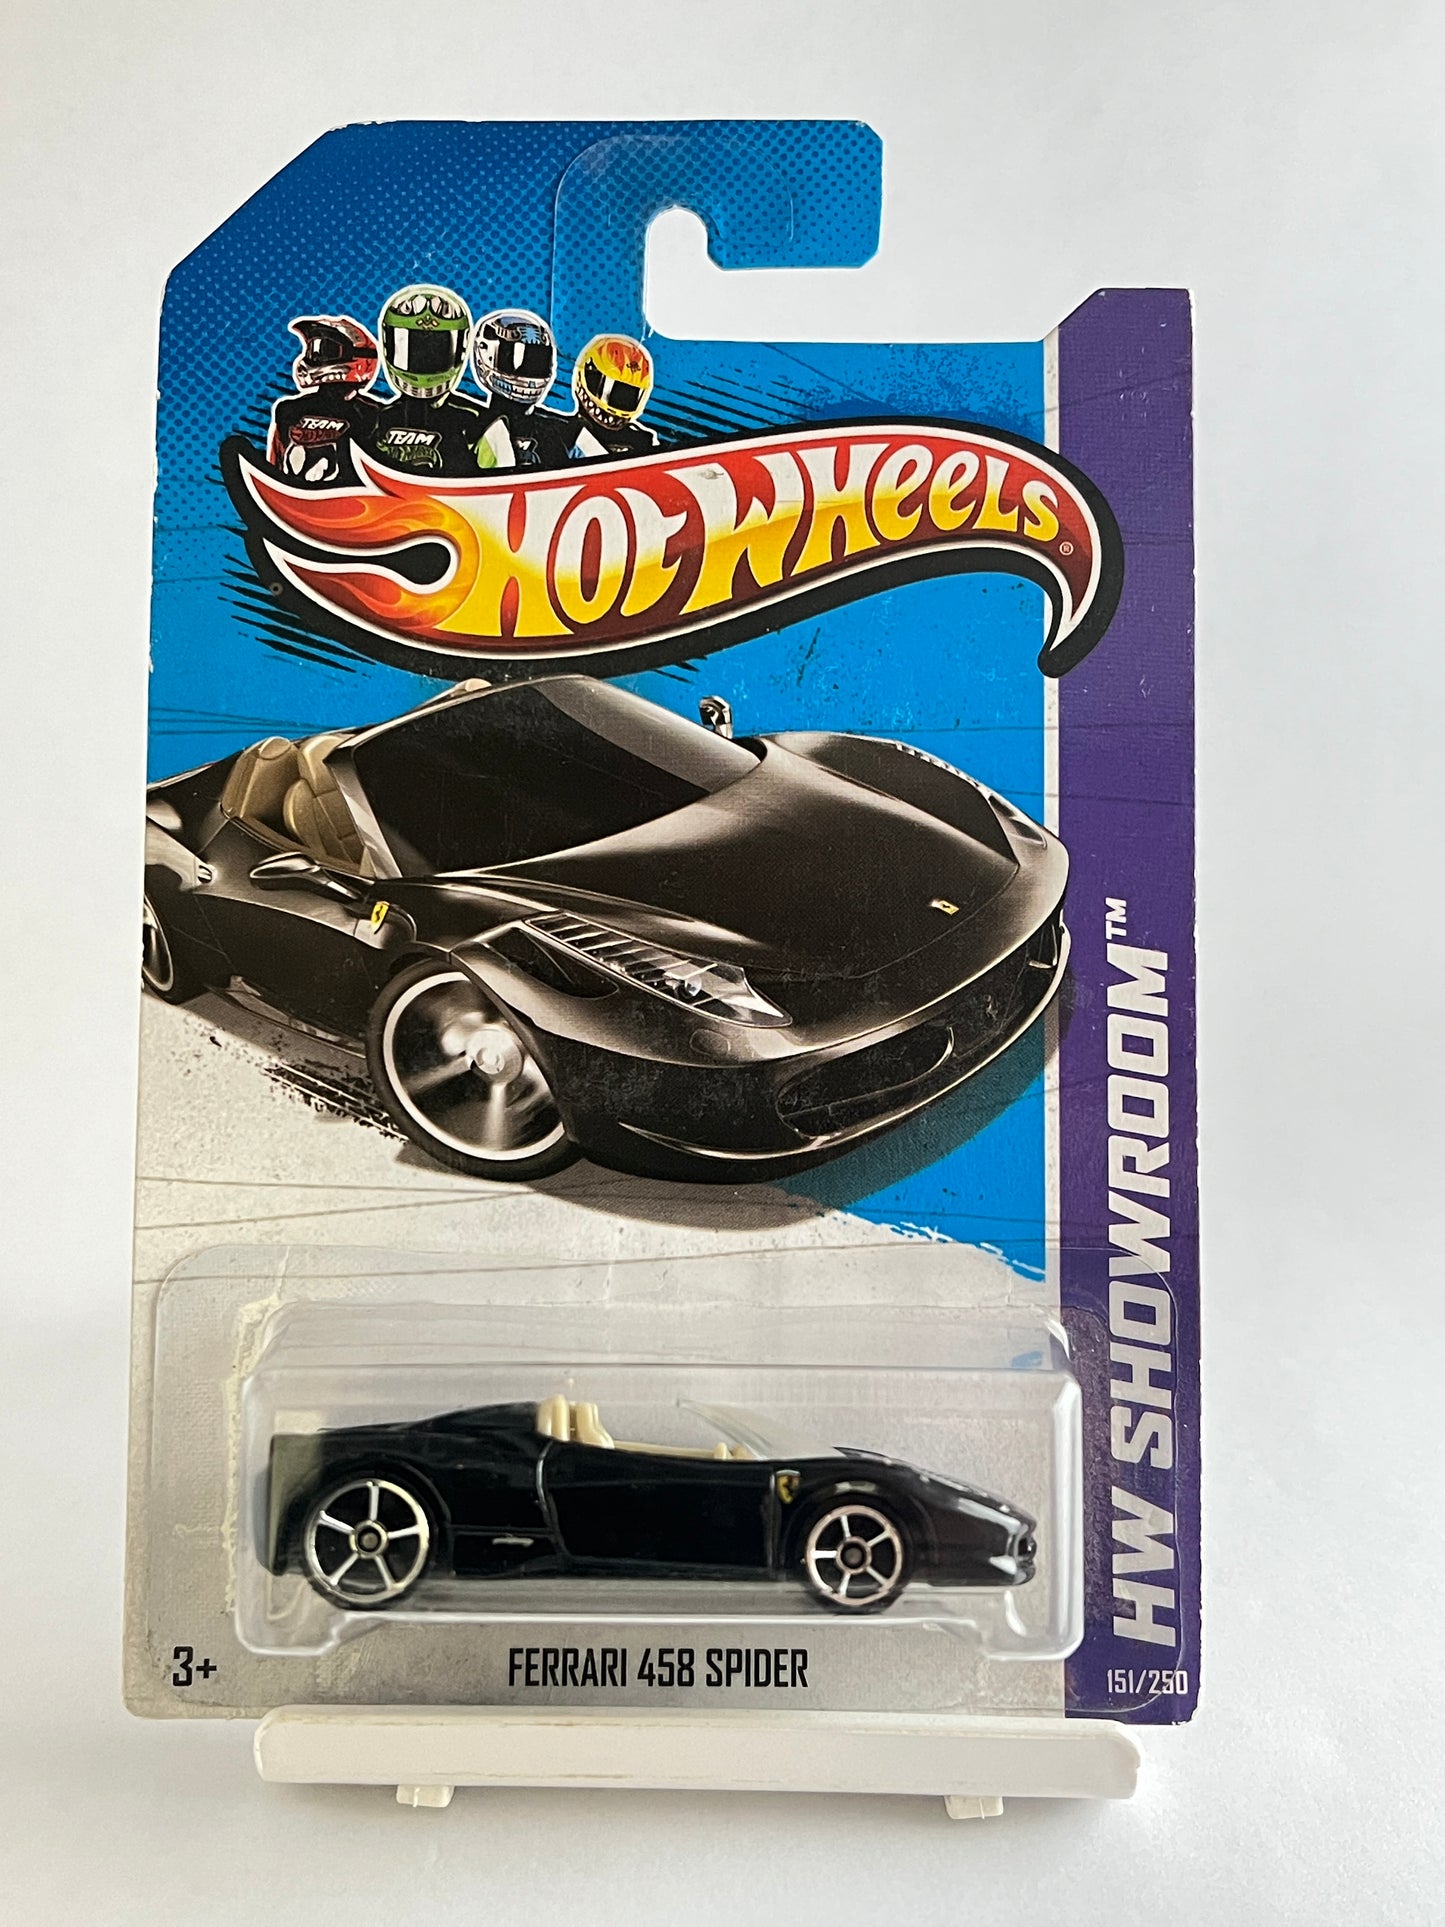 TEAM
TEAM
HOT WHEELS®
HW SHOWROOM™
3+
FERRARI 458 SPIDER
151/250